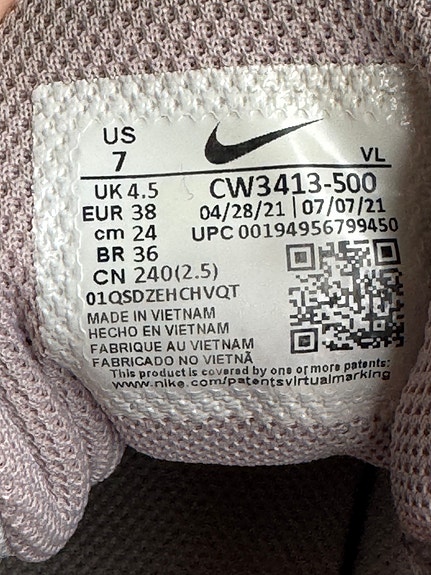 US
7
VL
UK 4.5
CW3413-500
EUR 38
04/28/21 | 07/07/21
cm 24
UPC 00194956799450
BR 36
CN 240(2.5)
01QSDZEHCHVQT
MADE IN VIETNAM
HECHO EN VIETNAM
FABRIQUE AU VIETNAM
FABRICADO NO VIETNÃ
This product is covered by one or more patents:
www.nike.com/patentsvirtualmarking